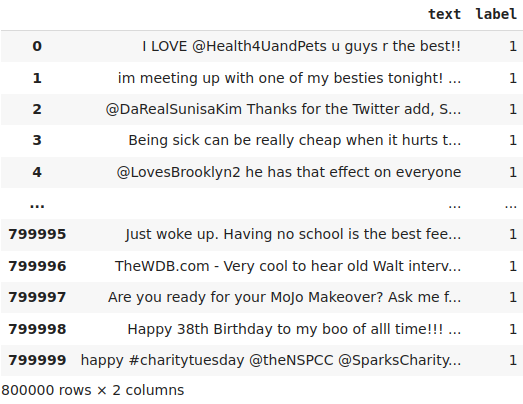 text label
0 I LOVE @Health4UandPets u guys r the best!! 1
1 im meeting up with one of my besties tonight! ... 1
2 @DaRealSunisaKim Thanks for the Twitter add, S... 1
3 Being sick can be really cheap when it hurts t... 1
4 @LovesBrooklyn2 he has that effect on everyone 1
... ... ...
799995 Just woke up. Having no school is the best fee... 1
799996 TheWDB.com - Very cool to hear old Walt interv... 1
799997 Are you ready for your MoJo Makeover? Ask me f... 1
799998 Happy 38th Birthday to my boo of alll time!!! ... 1
799999 happy #charitytuesday @theNSPCC @SparksCharity... 1
800000 rows × 2 columns